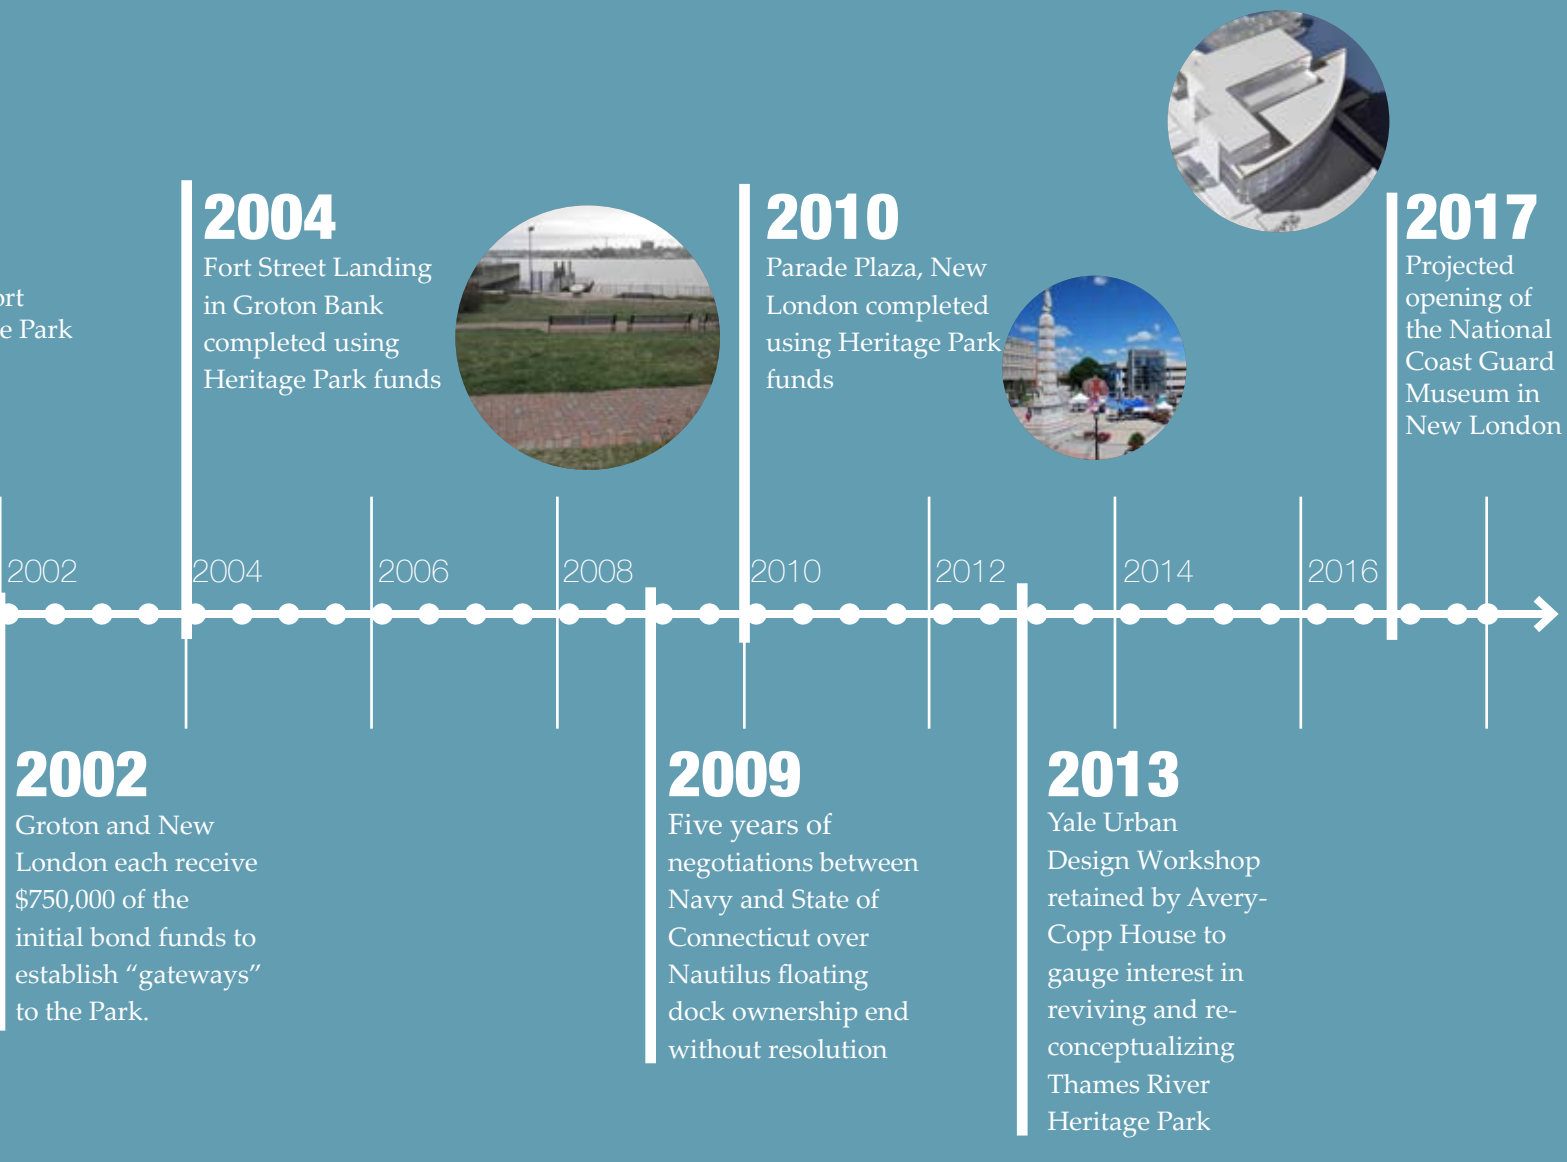 e Park
2004
Fort Street Landing
in Groton Bank
completed using
Heritage Park funds
2010
Parade Plaza, New
London completed
using Heritage Park
funds
2017
Projected
opening of
the National
Coast Guard
Museum in
New London
2002
2004
2006
2008
2010
2012
2014
2016
2002
Groton and New
London each receive
$750,000 of the
initial bond funds to
establish “gateways”
to the Park.
2009
Five years of
negotiations between
Navy and State of
Connecticut over
Nautilus floating
dock ownership end
without resolution
2013
Yale Urban
Design Workshop
retained by Avery-
Copp House to
gauge interest in
reviving and re-
conceptualizing
Thames River
Heritage Park